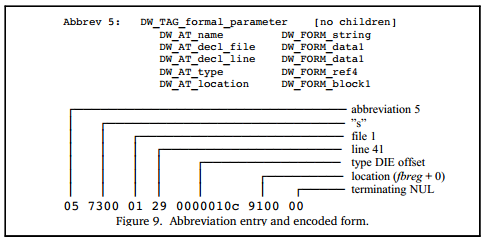 Abbrev 5: DW_TAG_formal_parameter [no children]
DW_AT_name DW_FORM_string
DW_AT_decl_file DW_FORM_data1
DW_AT_decl_line DW_FORM_data1
DW_AT_type DW_FORM_ref4
DW_AT_location DW_FORM_block1
abbreviation 5
”s”
file 1
line 41
type DIE offset
location (fbreg + 0)
terminating NUL
05 7300 01 29 0000010c 9100 00
Figure 9. Abbreviation entry and encoded form.